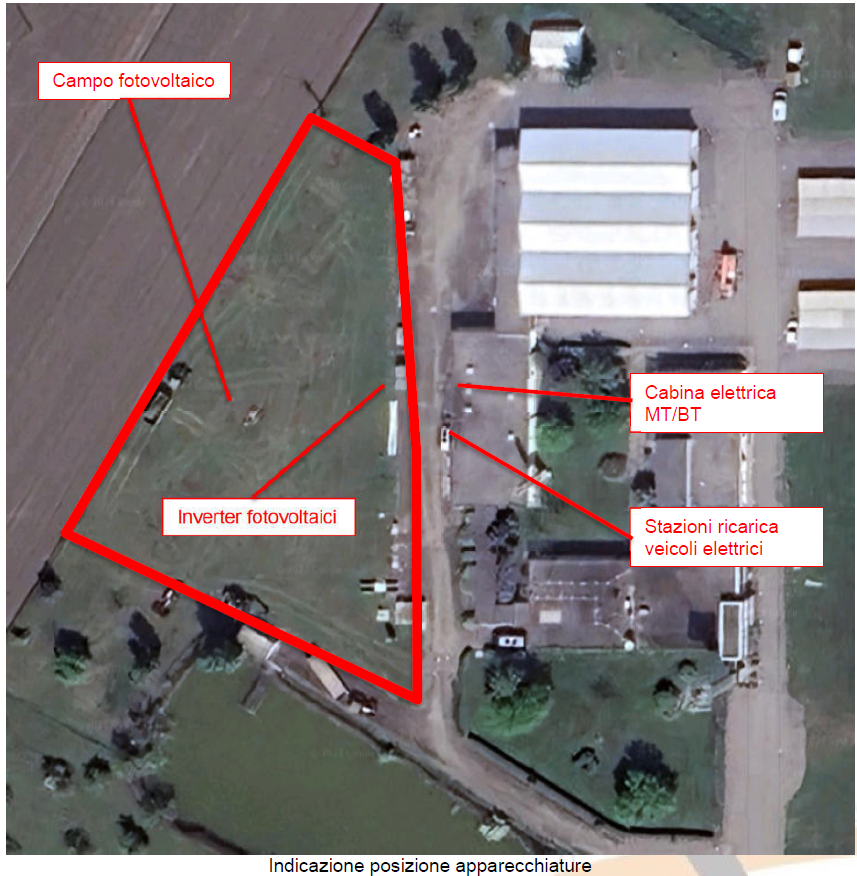 Campo fotovoltaico
Cabina elettrica
MT/BT
Inverter fotovoltaici
Stazioni ricarica
veicoli elettrici
Indicazione posizione apparecchiature